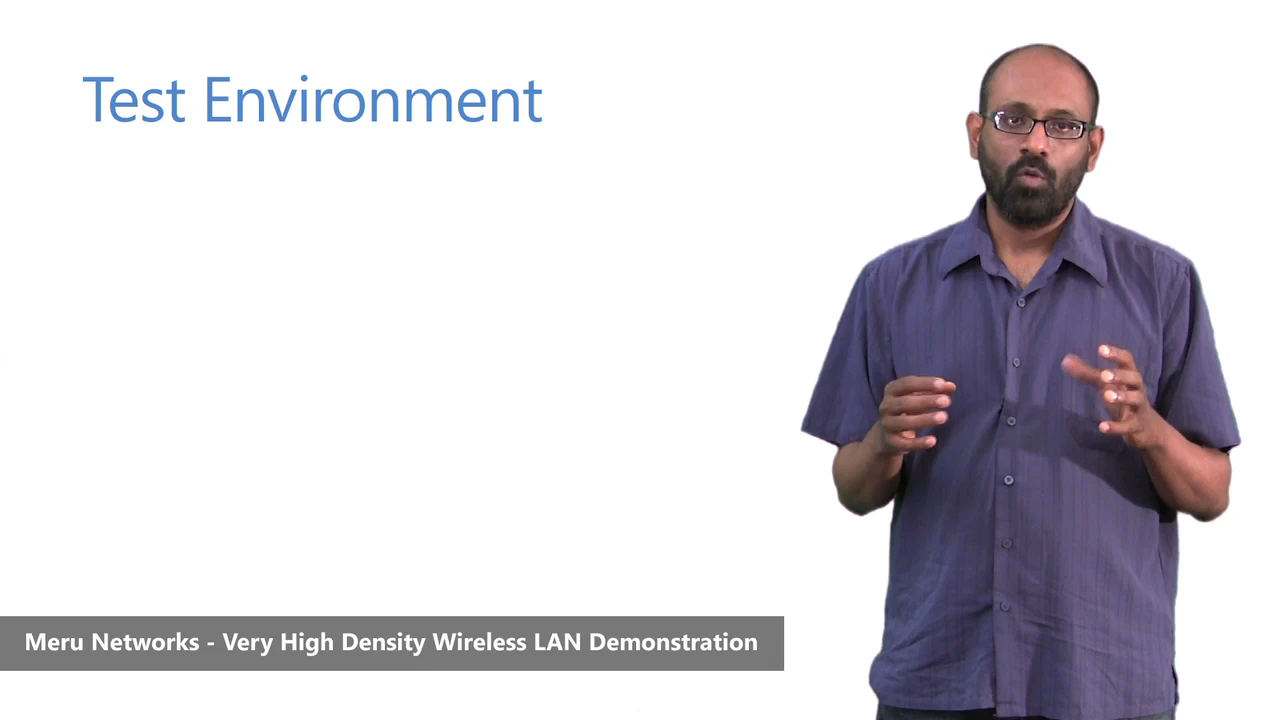 Test Environment
Meru Networks - Very High Density Wireless LAN Demonstration